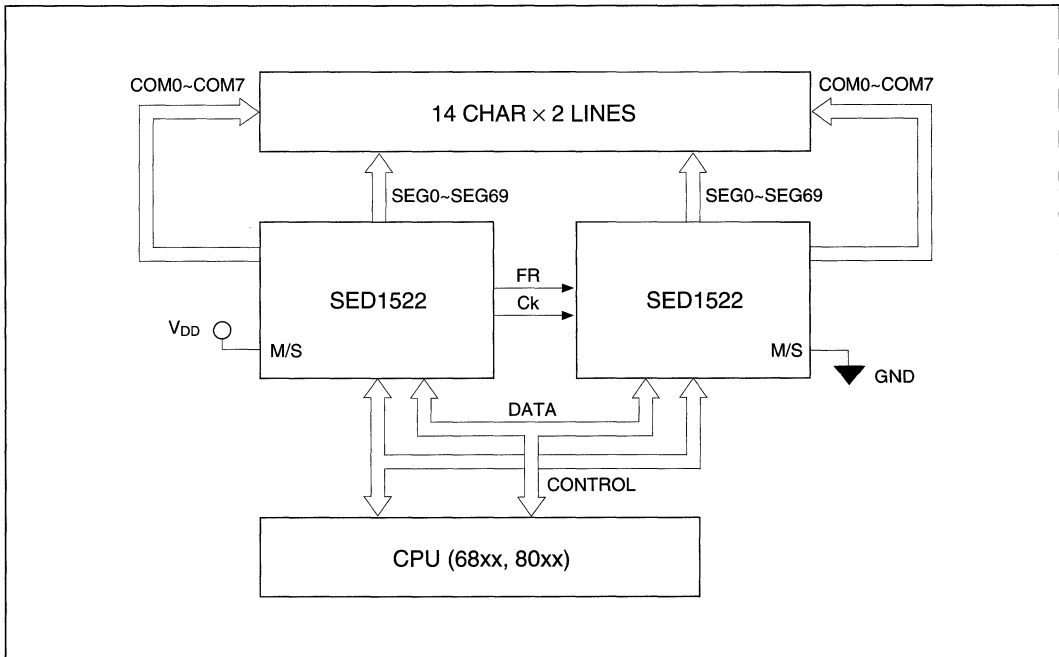 COM0~COM7
COM0~COM7
14 CHAR × 2 LINES
SEG0~SEG69
SEG0~SEG69
SED1522
FR
Ck
SED1522
VDD
M/S
M/S
GND
DATA
CONTROL
CPU (68xx, 80xx)